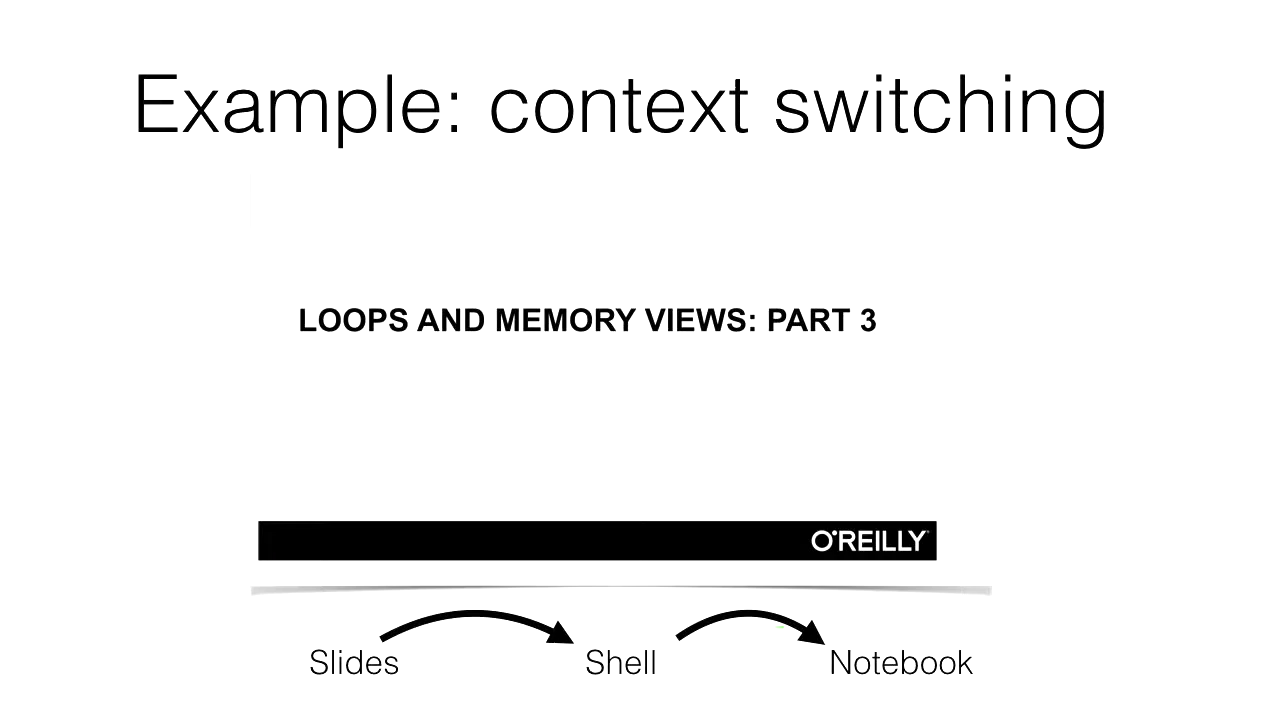 Example: context switching
LOOPS AND MEMORY VIEWS: PART 3
O'REILLY
Slides Shell Notebook